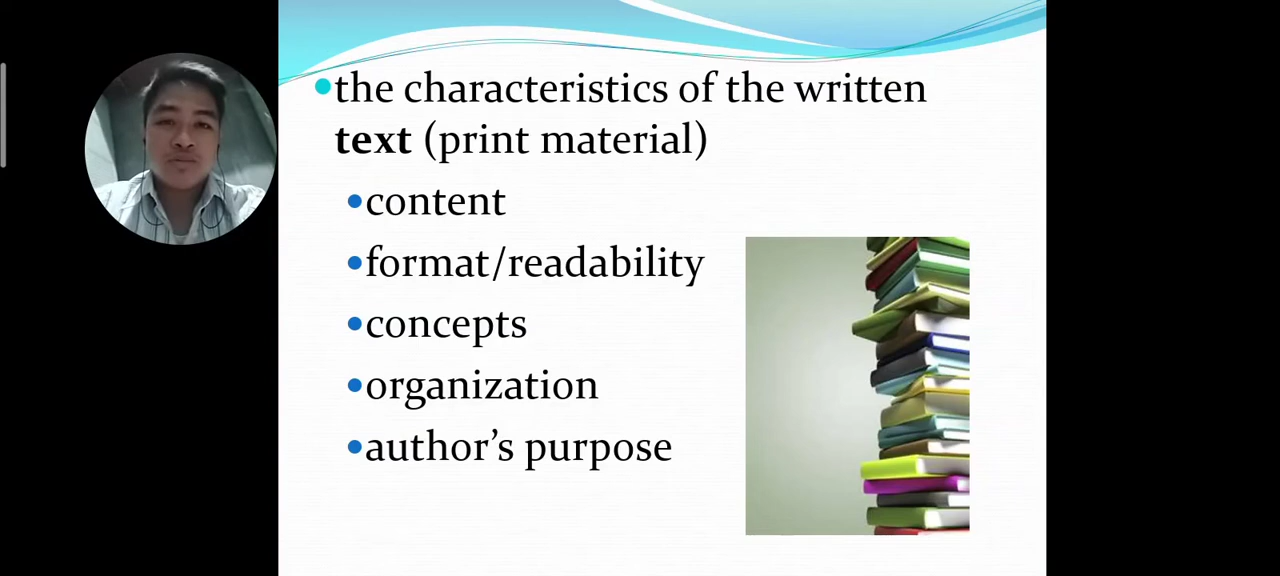 the characteristics of the written
text (print material)
content
format/readability
concepts
organization
author’s purpose